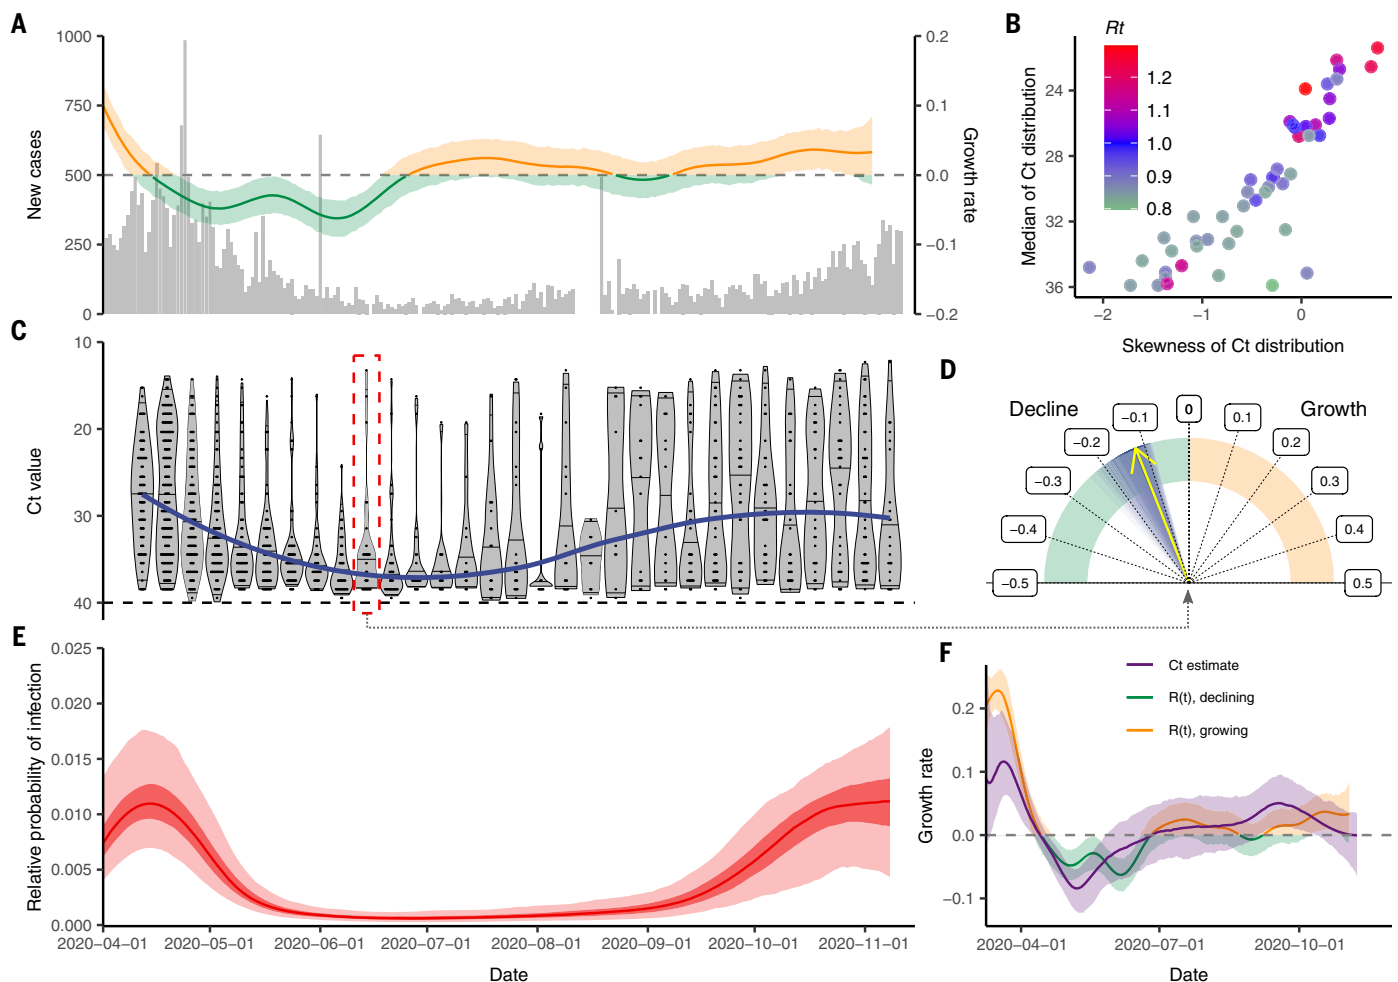 A
1000
750
500
250
0
New cases
0.2
0.1
0.0
−0.1
−0.2
Growth rate
B
Rt
1.2
1.1
1.0
0.9
0.8
24
28
32
36
Median of Ct distribution
−2
−1
0
Skewness of Ct distribution
C
10
20
30
40
Ct value
D
Decline
Growth
−0.5
−0.4
−0.3
−0.2
−0.1
0
0.1
0.2
0.3
0.4
0.5
E
0.025
0.020
0.015
0.010
0.005
0.000
Relative probability of infection
2020−04−01
2020−05−01
2020−06−01
2020−07−01
2020−08−01
2020−09−01
2020−10−01
2020−11−01
Date
F
Ct estimate
R(t), declining
R(t), growing
0.2
0.1
0.0
−0.1
Growth rate
2020−04−01
2020−07−01
2020−10−01
Date